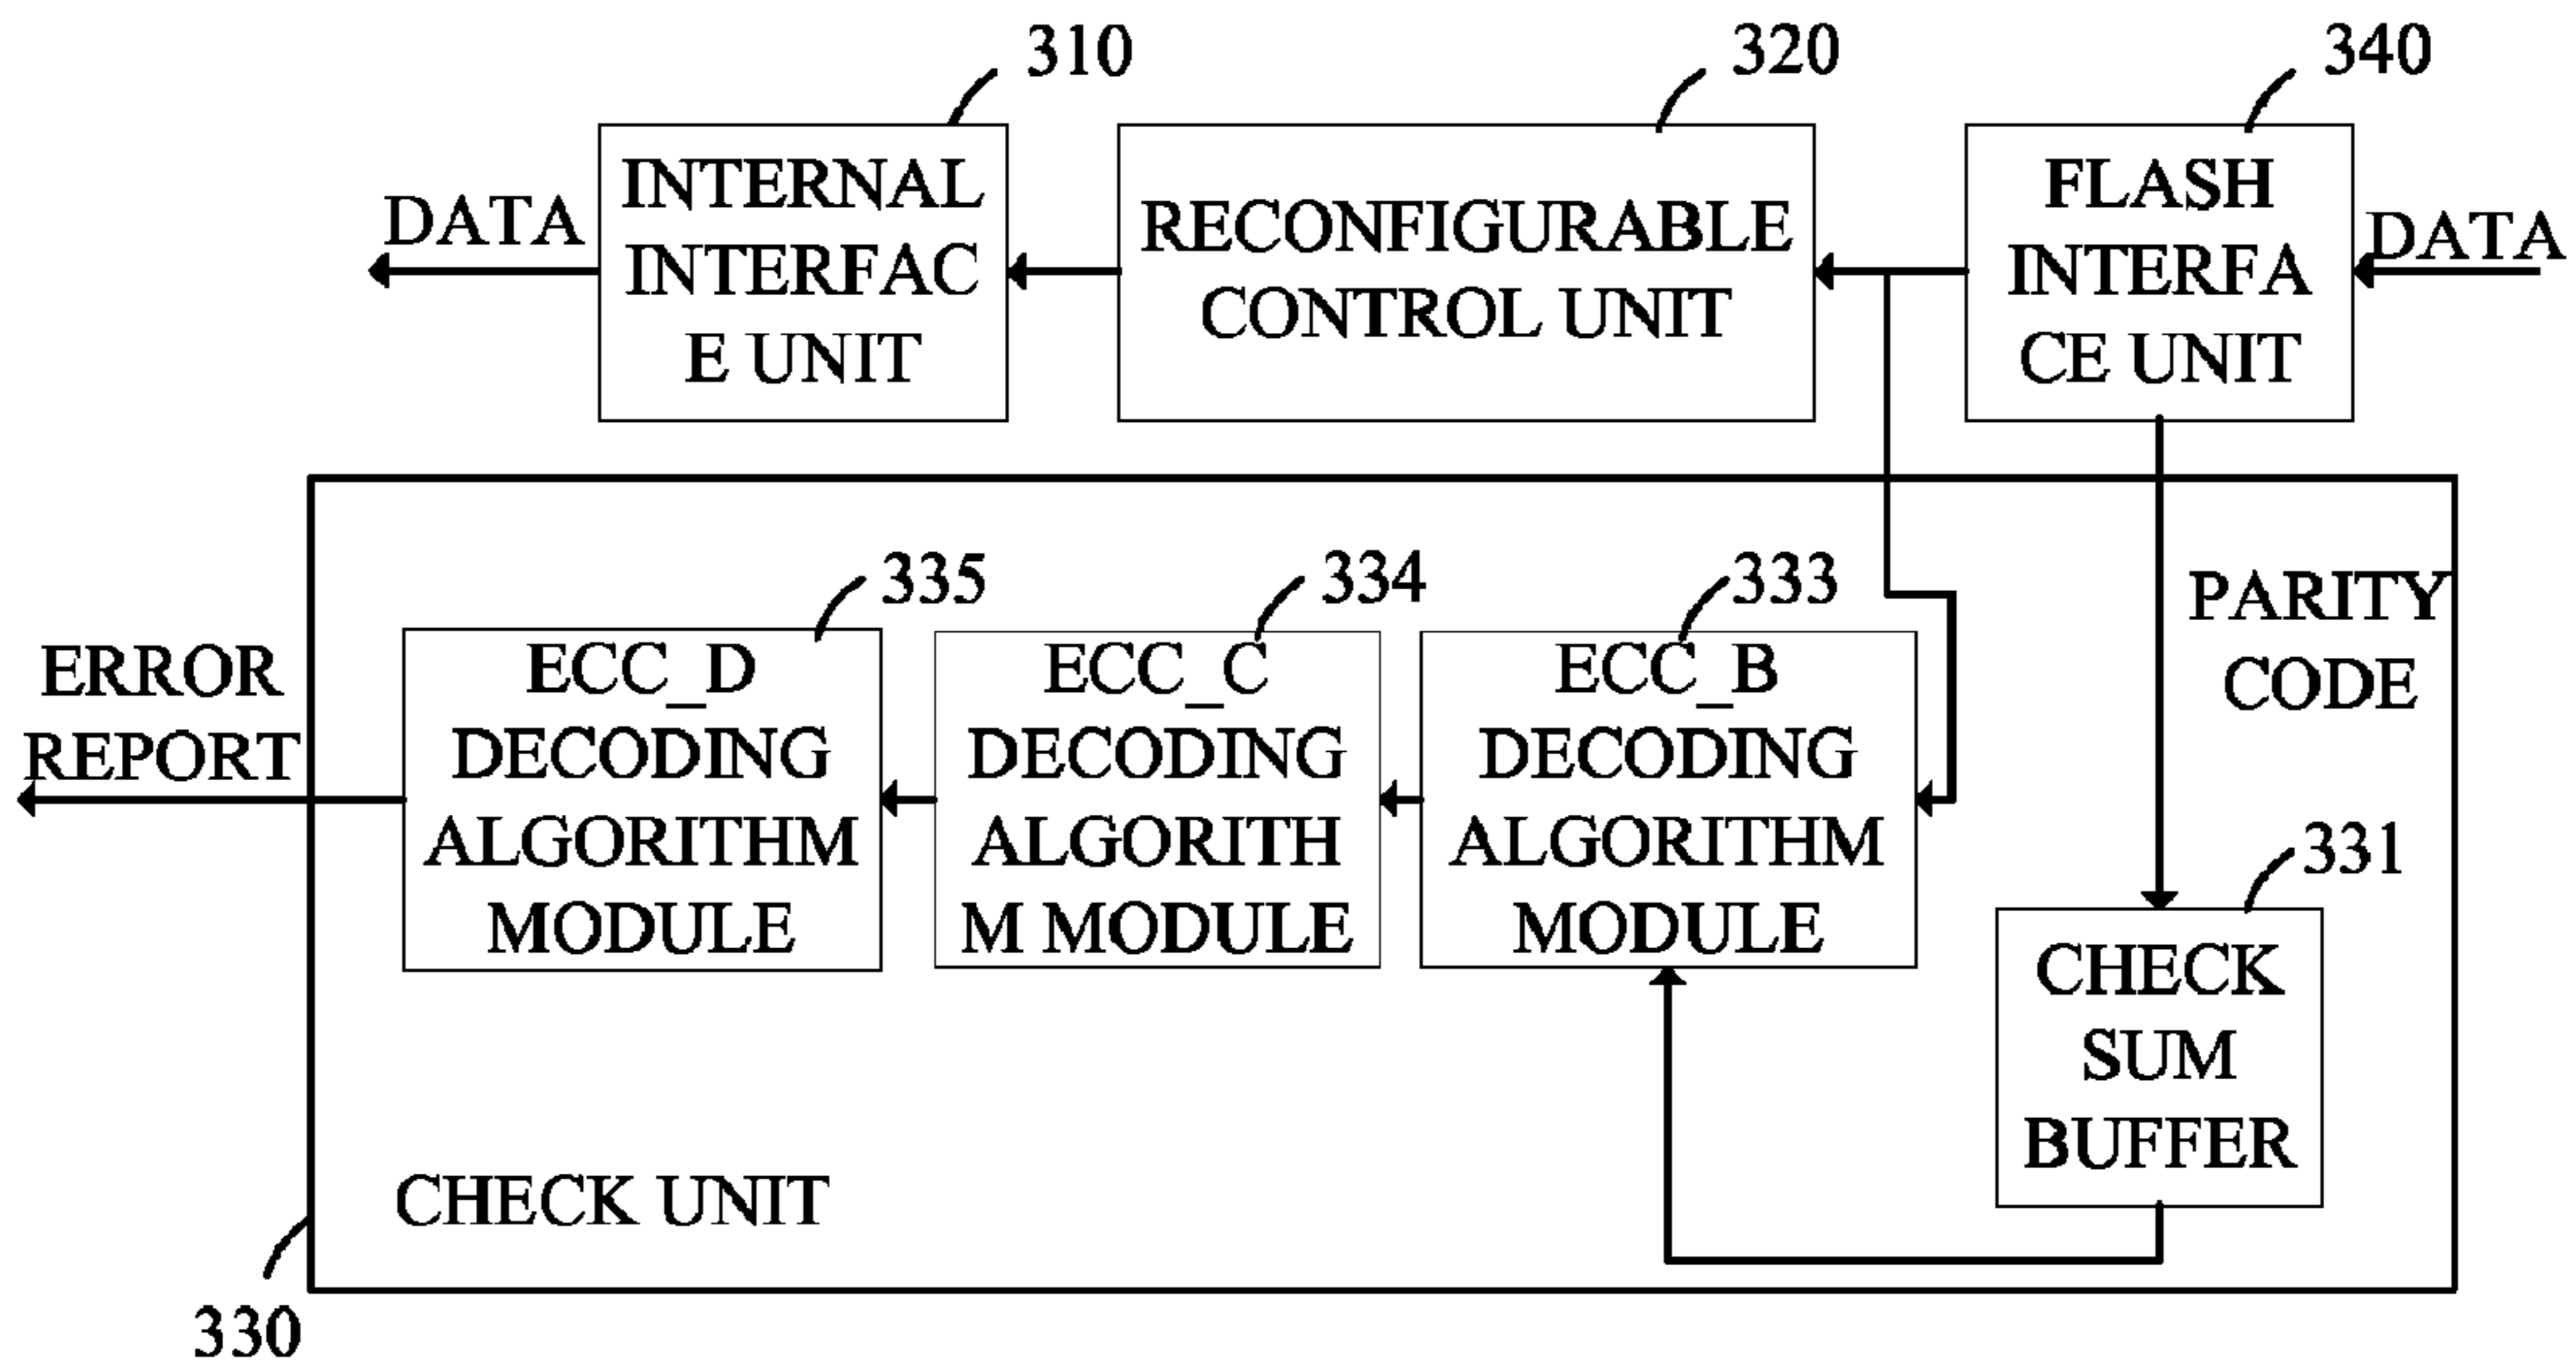 310
320
340
DATA
INTERNAL
INTERFAC
E UNIT
RECONFIGURABLE
CONTROL UNIT
FLASH
INTERFA
CE UNIT
DATA
335
334
333
PARITY
CODE
ERROR
REPORT
ECC_D
DECODING
ALGORITHM
MODULE
ECC_C
DECODING
ALGORITH
M MODULE
ECC_B
DECODING
ALGORITHM
MODULE
331
CHECK
SUM
BUFFER
CHECK UNIT
330